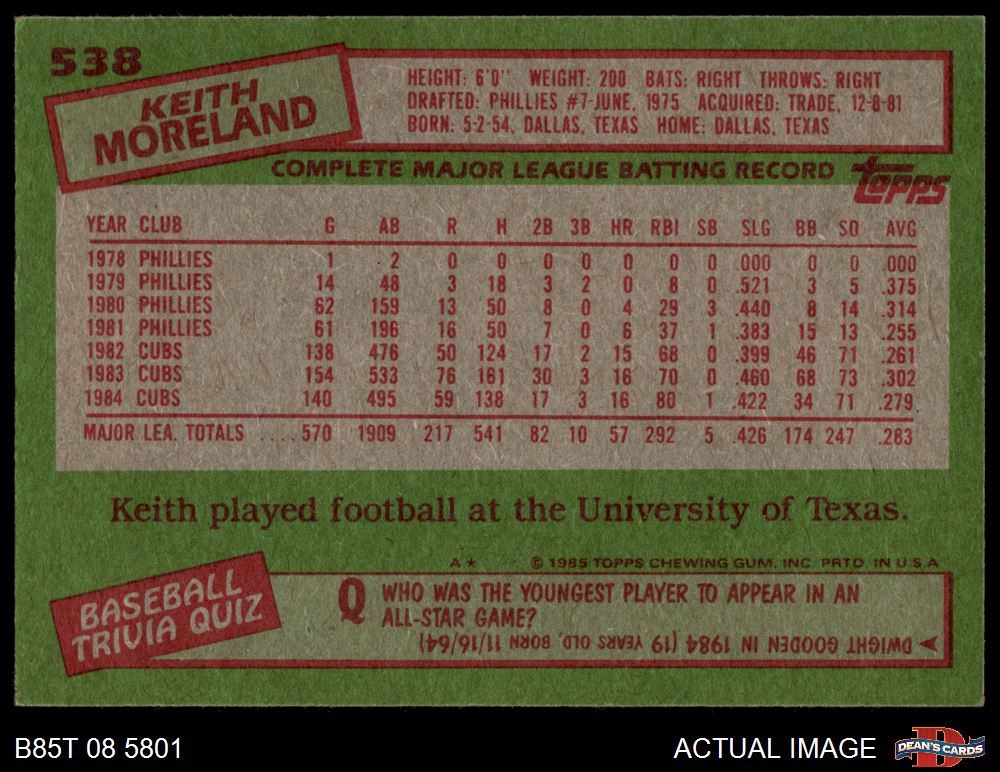 538
KEITH
MORELAND
HEIGHT: 6'0" WEIGHT: 200 BATS: RIGHT THROWS: RIGHT
DRAFTED: PHILLIES #7-JUNE, 1975 ACQUIRED: TRADE, 12-8-81
BORN: 5-2-54, DALLAS, TEXAS HOME: DALLAS, TEXAS
COMPLETE MAJOR LEAGUE BATTING RECORD
topps
YEAR CLUB G AB R H 2B 3B HR RBI SB SLG BB SO AVG
1978 PHILLIES 1 2 0 0 0 0 0 0 0 .000 0 0 .000
1979 PHILLIES 14 48 3 18 3 2 0 8 0 .521 3 5 .375
1980 PHILLIES 62 159 13 50 8 0 4 29 3 .440 8 14 .314
1981 PHILLIES 61 196 16 50 7 0 6 37 1 .383 15 13 .255
1982 CUBS 138 476 50 124 17 2 15 68 0 .399 46 71 .261
1983 CUBS 154 533 76 161 30 3 16 70 0 .460 68 73 .302
1984 CUBS 140 495 59 138 17 3 16 80 1 .422 34 71 .279
MAJOR LEA. TOTALS ....570 1909 217 541 82 10 57 292 5 .426 174 247 .283
Keith played football at the University of Texas.
A* © 1985 TOPPS CHEWING GUM, INC. PRTD. IN U.S.A
BASEBALL
TRIVIA QUIZ
Q WHO WAS THE YOUNGEST PLAYER TO APPEAR IN AN
ALL-STAR GAME?
DWIGHT GOODEN IN 1984 (19 YEARS OLD, BORN 11/16/64)
B85T 08 5801
ACTUAL IMAGE
D
DEAN'S CARDS